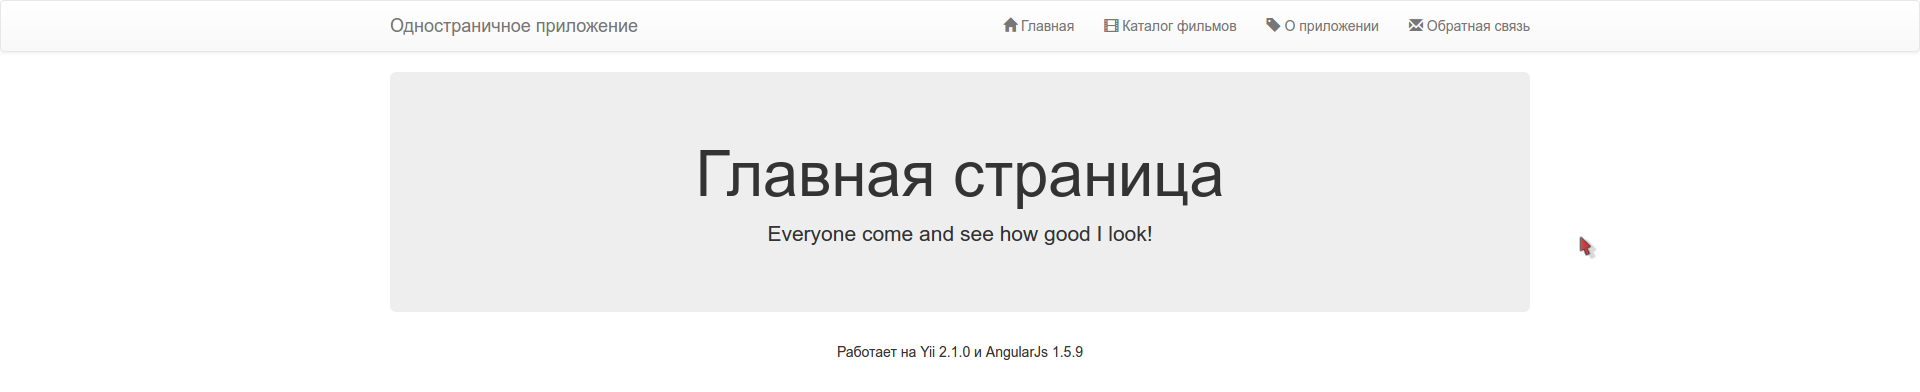 Одностраничное приложение Главная Каталог фильмов О приложении Обратная связь
Главная страница
Everyone come and see how good I look!
Работает на Yii 2.1.0 и AngularJs 1.5.9